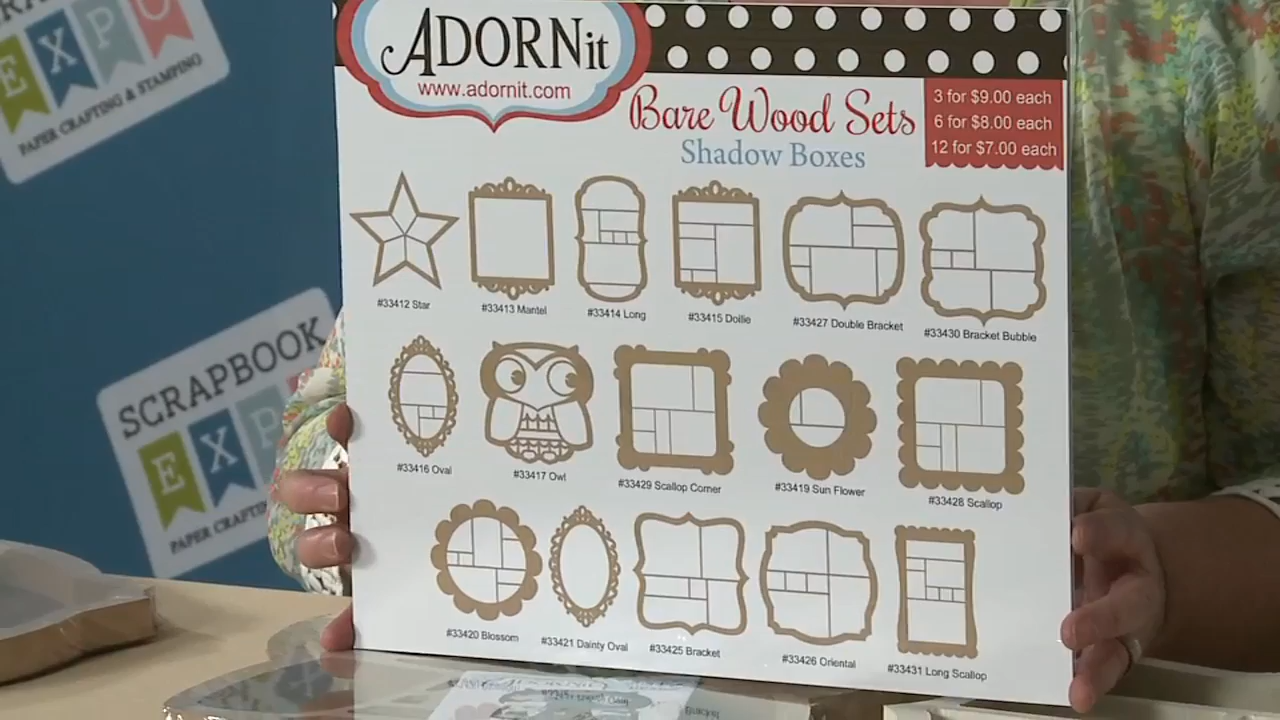 EXPO
PAPER CRAFTING & STAMPING
SCRAPBOOK
EXP
PAPER CRAFTING
ADORNit
www.adornit.com
Bare Wood Sets
Shadow Boxes
3 for $9.00 each
6 for $8.00 each
12 for $7.00 each
#33412 Star
#33413 Mantel
#33414 Long
#33415 Doilie
#33427 Double Bracket
#33430 Bracket Bubble
#33416 Oval
#33417 Owl
#33429 Scallop Corner
#33419 Sun Flower
#33428 Scallop
#33420 Blossom
#33421 Dainty Oval
#33425 Bracket
#33426 Oriental
#33431 Long Scallop